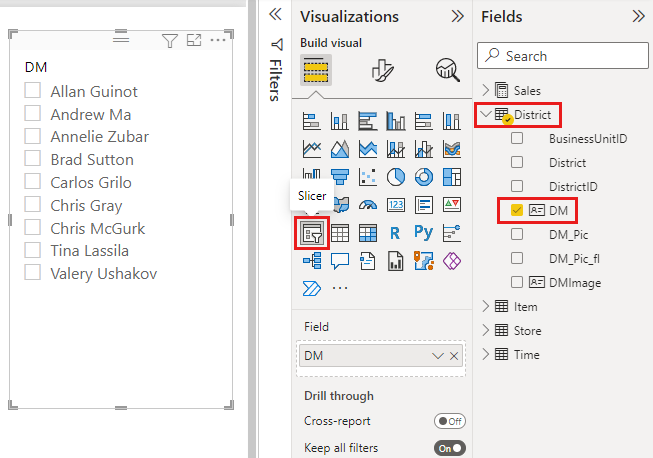 DM
Allan Guinot
Andrew Ma
Annelie Zubar
Brad Sutton
Carlos Grilo
Chris Gray
Chris McGurk
Tina Lassila
Valery Ushakov
Filters
Visualizations
Build visual
Slicer
123
R
Py
Field
DM
Drill through
Cross-report
Off
Keep all filters
On
Fields
Search
Sales
District
BusinessUnitID
District
DistrictID
DM
DM_Pic
DM_Pic_fl
DMImage
Item
Store
Time